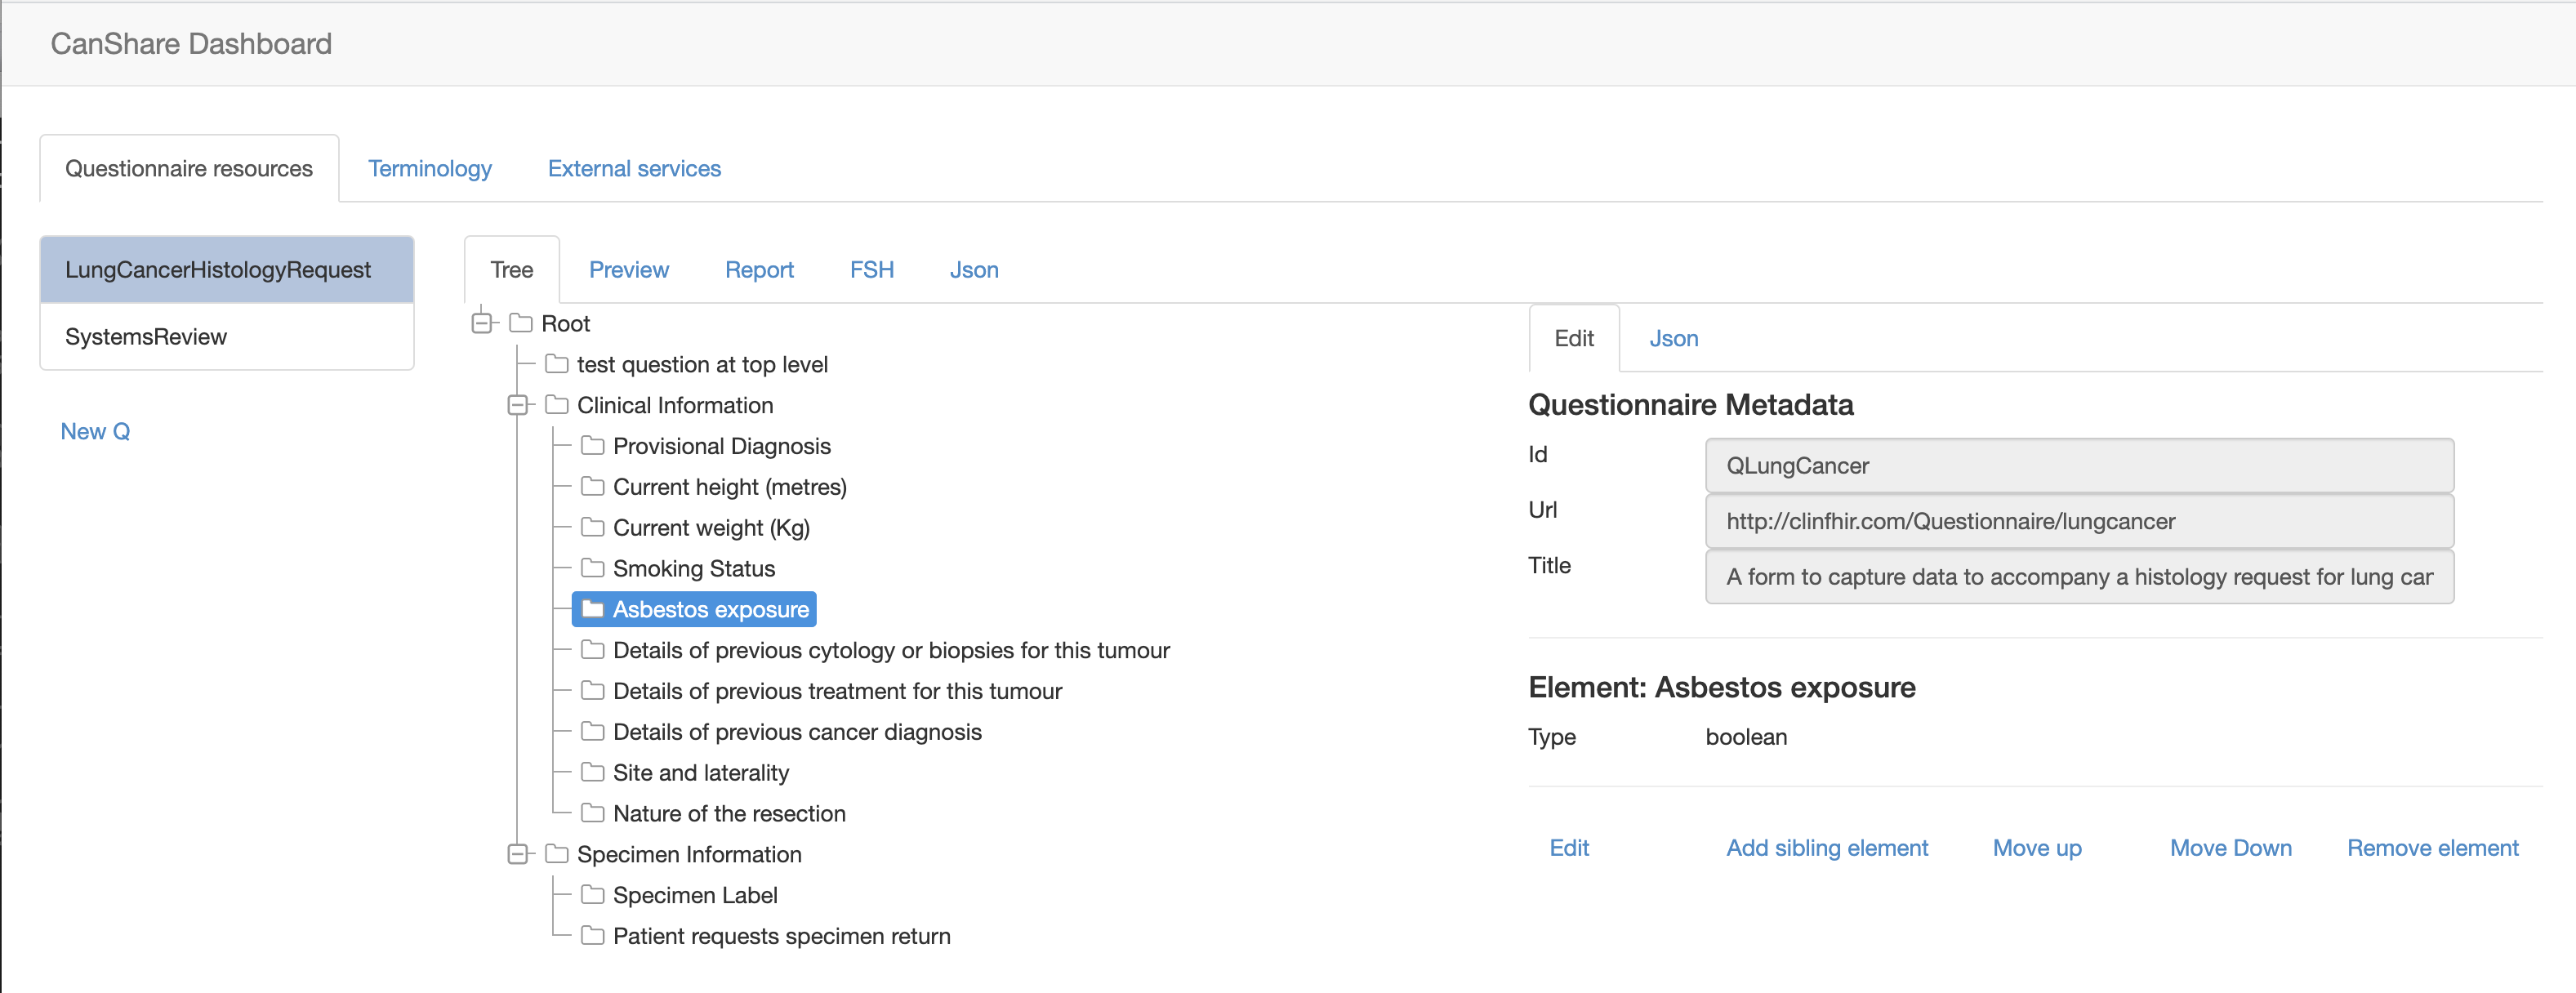 CanShare Dashboard
Questionnaire resources
Terminology
External services
LungCancerHistologyRequest
SystemsReview
New Q
Tree
Preview
Report
FSH
Json
Root
test question at top level
Clinical Information
Provisional Diagnosis
Current height (metres)
Current weight (Kg)
Smoking Status
Asbestos exposure
Details of previous cytology or biopsies for this tumour
Details of previous treatment for this tumour
Details of previous cancer diagnosis
Site and laterality
Nature of the resection
Specimen Information
Specimen Label
Patient requests specimen return
Edit
Json
Questionnaire Metadata
Id
QLungCancer
Url
http://clinfhir.com/Questionnaire/lungcancer
Title
A form to capture data to accompany a histology request for lung car
Element: Asbestos exposure
Type
boolean
Edit
Add sibling element
Move up
Move Down
Remove element